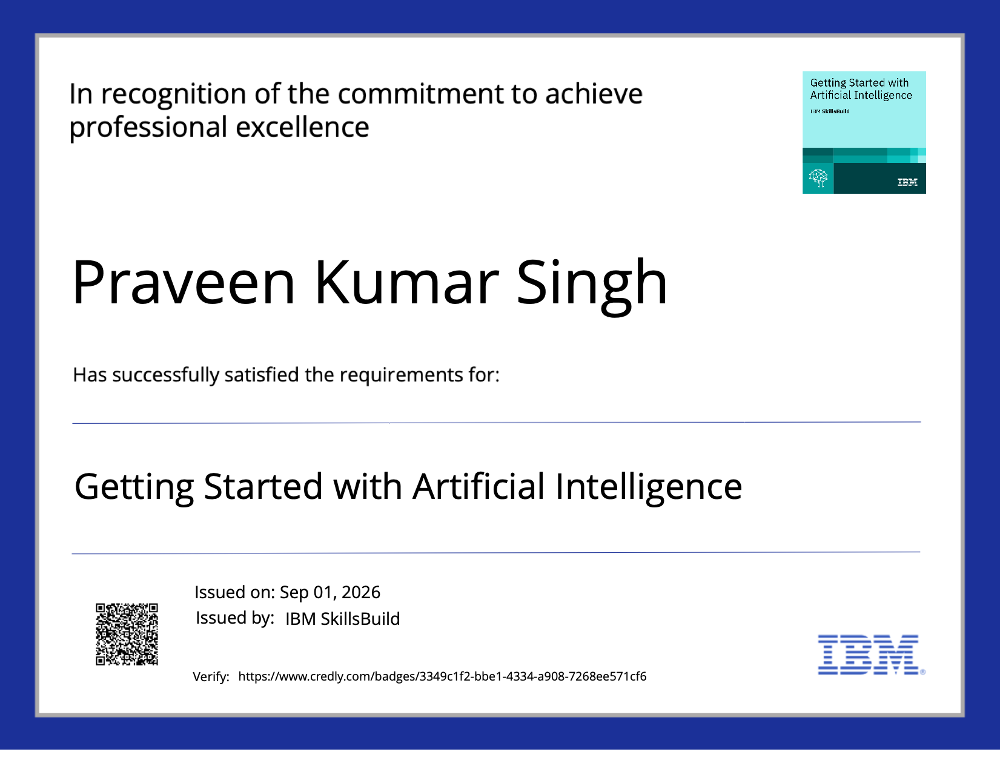 In recognition of the commitment to achieve
professional excellence
Getting Started with
Artificial Intelligence
IBM SkillsBuild
IBM
Praveen Kumar Singh
Has successfully satisfied the requirements for:
Getting Started with Artificial Intelligence
Issued on: Sep 01, 2026
Issued by: IBM SkillsBuild
Verify: https://www.credly.com/badges/3349c1f2-bbe1-4334-a908-7268ee571cf6
IBM®